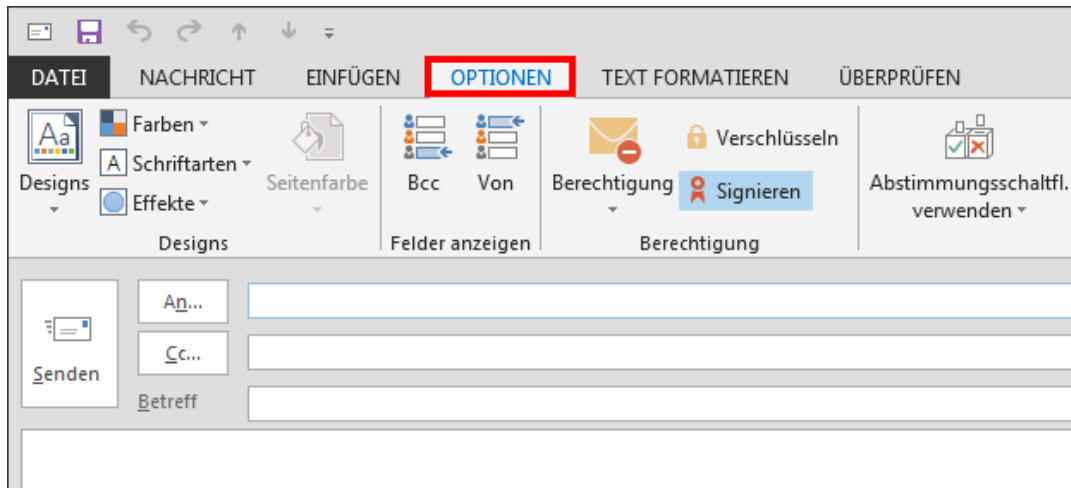 DATEI NACHRICHT EINFÜGEN OPTIONEN TEXT FORMATIEREN ÜBERPRÜFEN
Aa
Designs
Farben
A Schriftarten
Effekte
Seitenfarbe
Designs
Bcc
Von
Felder anzeigen
Berechtigung
Verschlüsseln
Signieren
Berechtigung
Abstimmungsschaltfl.
verwenden
Senden
An...
Cc...
Betreff